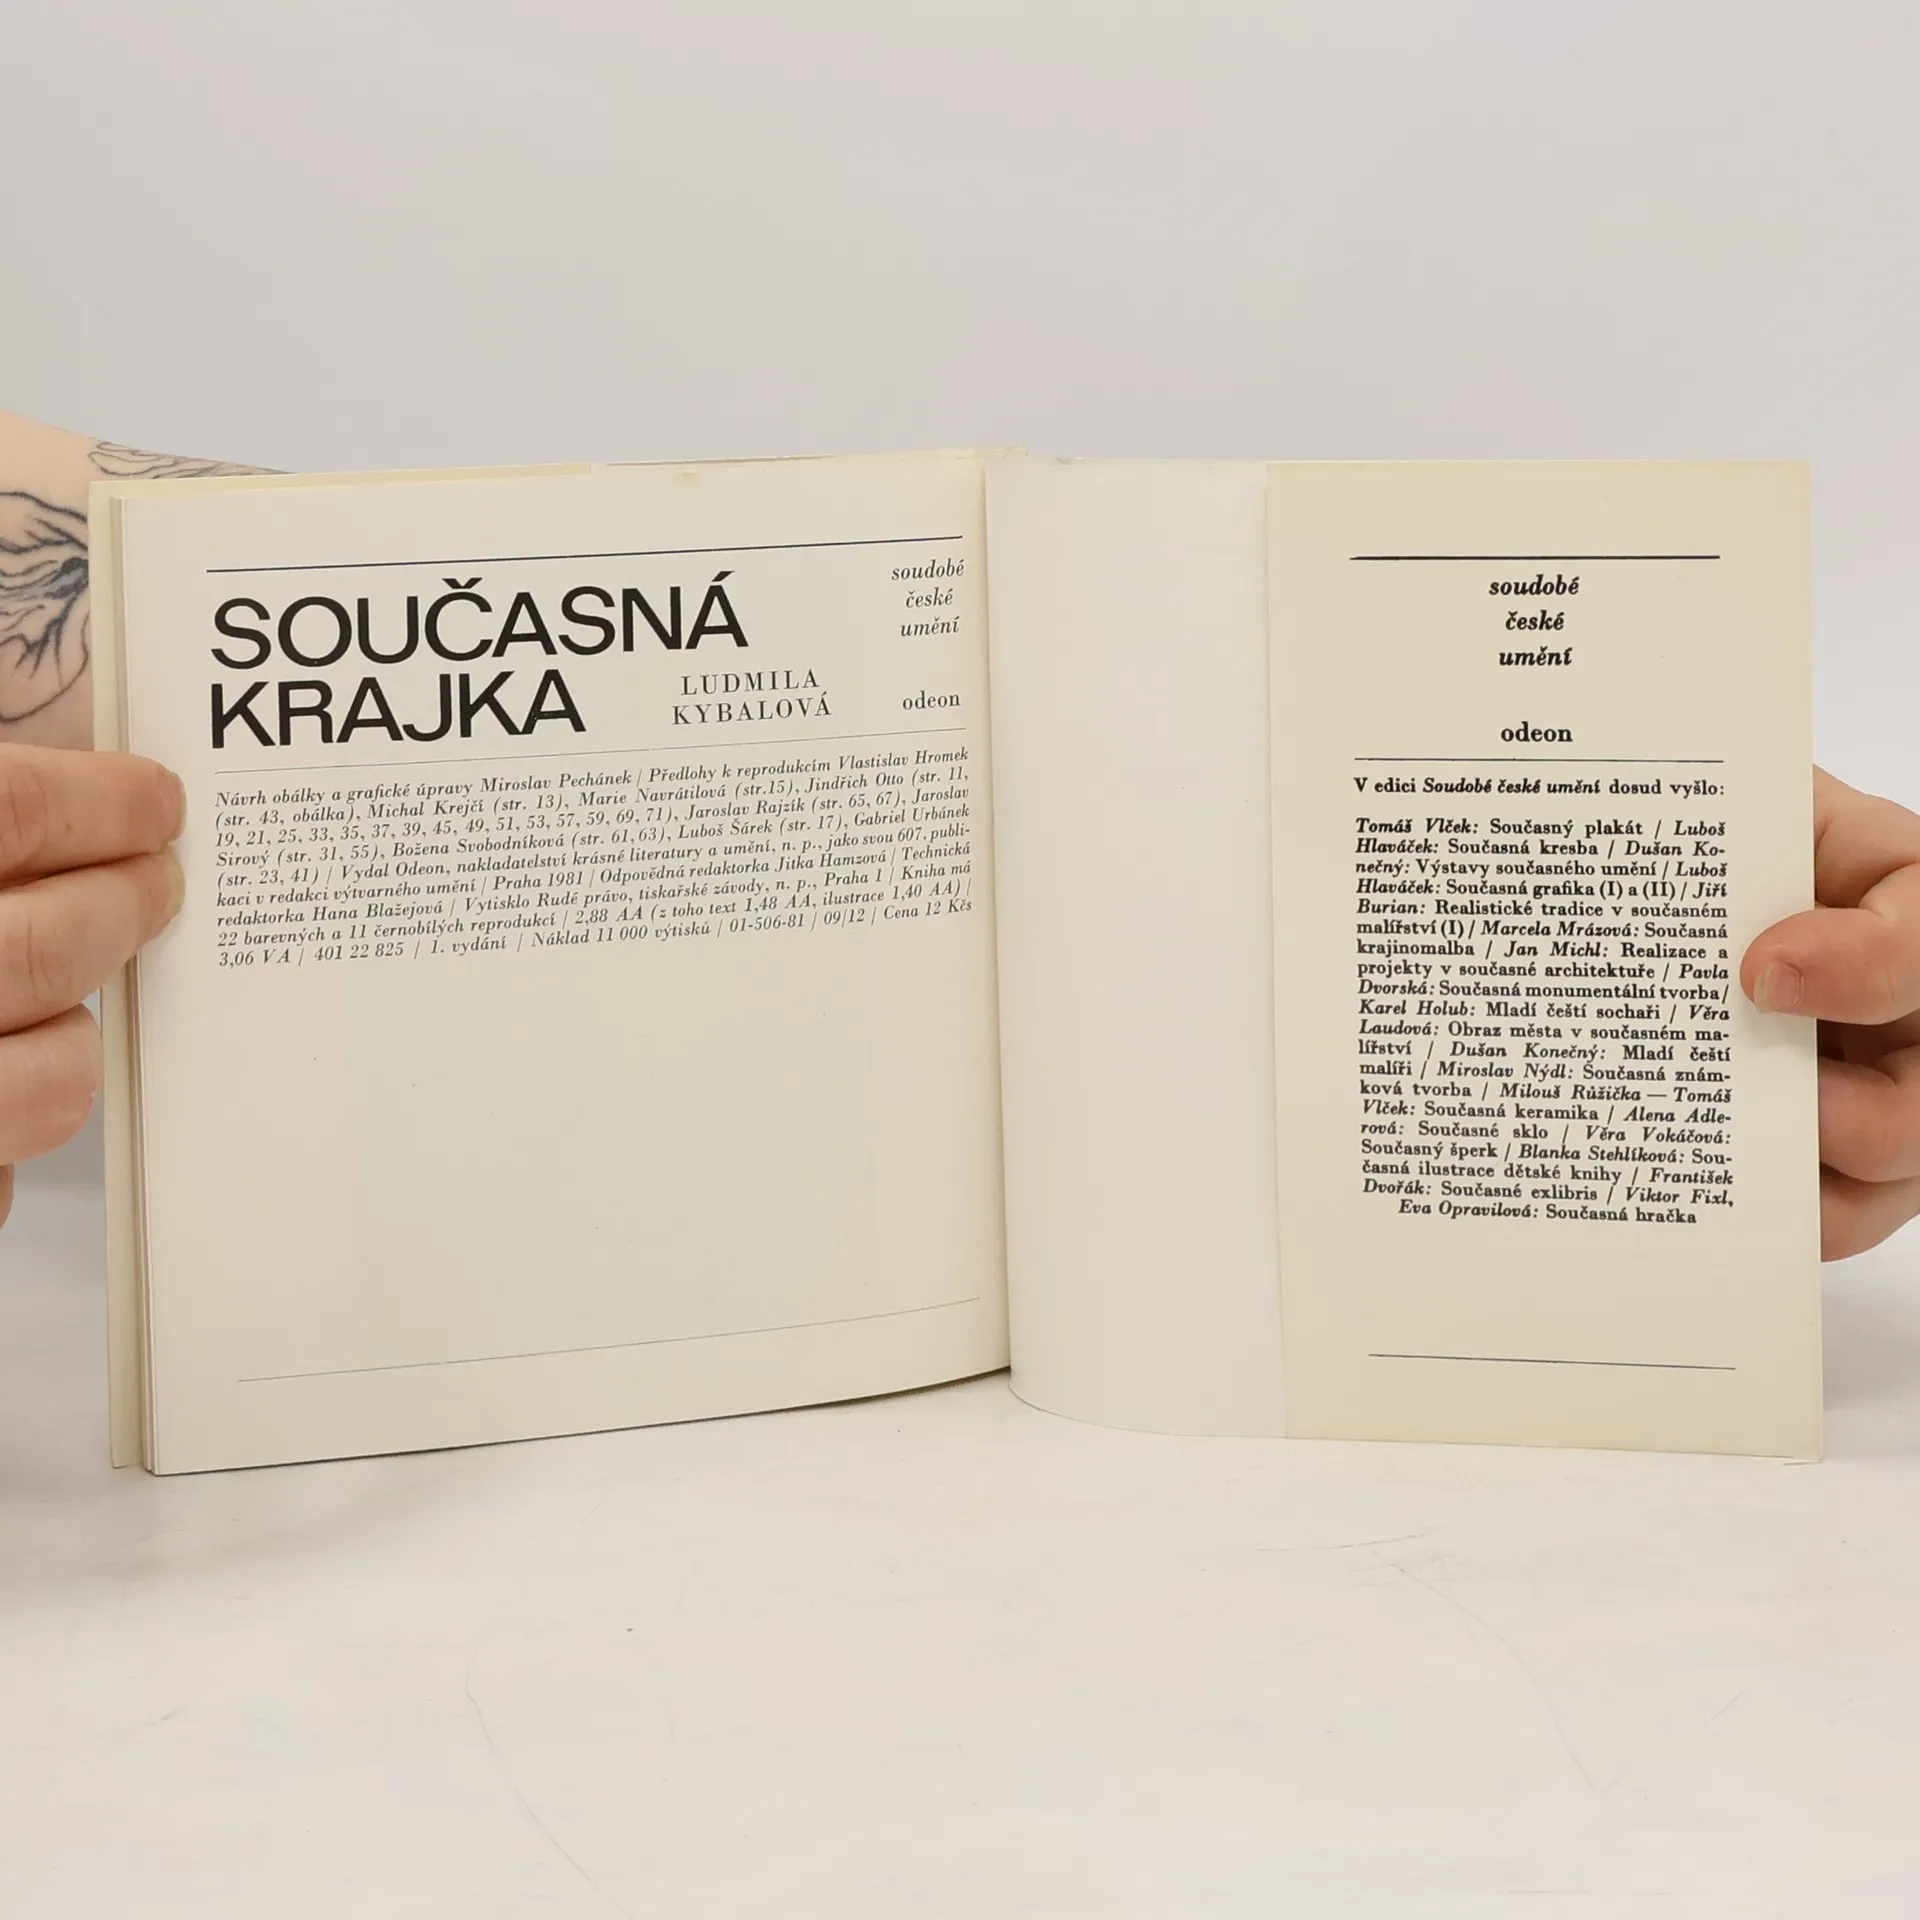 SOUČASNÁ
KRAJKA
LUDMILA
KYBALOVÁ
soudobé
české
umění
odeon
Návrh obálky a grafické úpravy Miroslav Pechánek / Předlohy k reprodukcím Vlastislav Hromek
(str. 43, obálka), Michal Krejčí (str. 13), Marie Navrátilová (str.15), Jindřich Otto (str. 11,
19, 21, 25, 33, 35, 37, 39, 45, 49, 51, 53, 57, 59, 69, 71), Jaroslav Rajzík (str. 65, 67), Jaroslav
Sirový (str. 31, 55), Božena Svobodníková (str. 61, 63), Luboš Šárek (str. 17), Gabriel Urbánek
(str. 23, 41) / Vydal Odeon, nakladatelství krásné literatury a umění, n. p., jako svou 607. publi-
kaci v redakci výtvarného umění / Praha 1981 / Odpovědná redaktorka Jitka Hamzová / Technická
redaktorka Hana Blažejová / Vytisklo Rudé právo, tiskařské závody, n. p., Praha 1 / Kniha má
22 barevných a 11 černobílých reprodukcí / 2,88 AA (z toho text 1,48 AA, ilustrace 1,40 AA) /
3,06 VA / 401 22 825 / 1. vydání / Náklad 11 000 výtisků / 01-506-81 / 09/12 / Cena 12 Kčs
soudobé
české
umění
odeon
V edici Soudobé české umění dosud vyšlo:
Tomáš Vlček: Současný plakát / Luboš
Hlaváček: Současná kresba / Dušan Ko-
nečný: Výstavy současného umění / Luboš
Hlaváček: Současná grafika (I) a (II) / Jiří
Burian: Realistické tradice v současném
malířství (I) / Marcela Mrázová: Současná
krajinomalba / Jan Michl: Realizace a
projekty v současné architektuře / Pavla
Dvorská: Současná monumentální tvorba /
Karel Holub: Mladí čeští sochaři / Věra
Laudová: Obraz města v současném ma-
lířství / Dušan Konečný: Mladí čeští
malíři / Miroslav Nýdl: Současná znám-
ková tvorba / Milouš Růžička — Tomáš
Vlček: Současná keramika / Alena Adle-
rová: Současné sklo / Věra Vokáčová:
Současný šperk / Blanka Stehlíková: Sou-
časná ilustrace dětské knihy / František
Dvořák: Současné exlibris / Viktor Fixl,
Eva Opravilová: Současná hračka